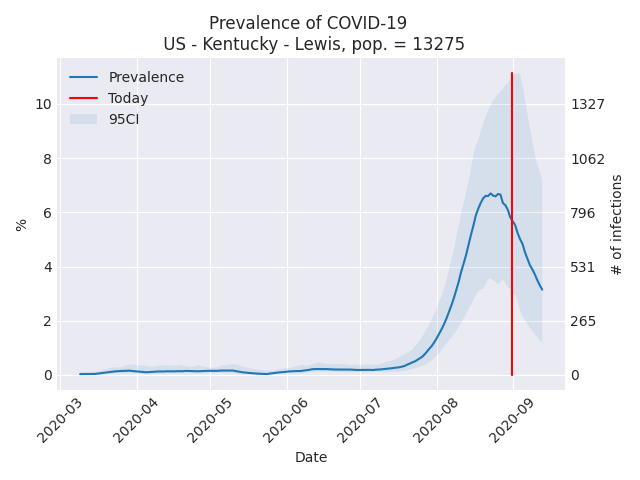 Prevalence of COVID-19
US - Kentucky - Lewis, pop. = 13275
Prevalence
Today
95CI
%
10
8
6
4
2
0
1327
1062
796
531
265
0
# of infections
2020-03
2020-04
2020-05
2020-06
2020-07
2020-08
2020-09
Date